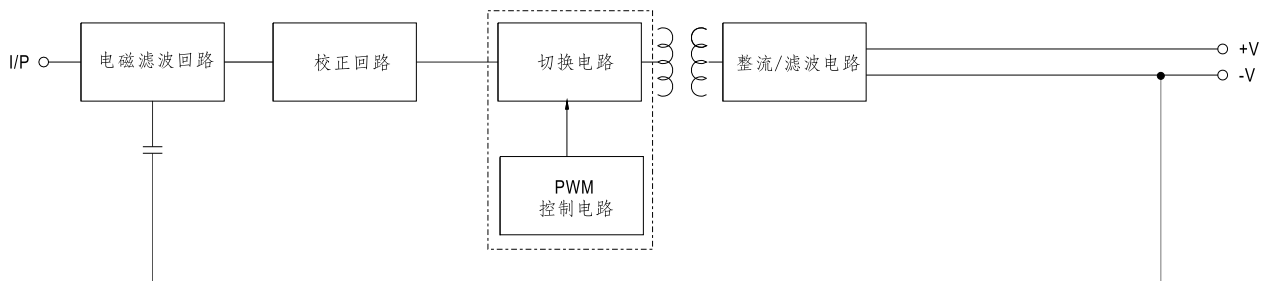 I/P
电磁滤波回路
校正回路
切换电路
整流/滤波电路
+V
-V
PWM
控制电路